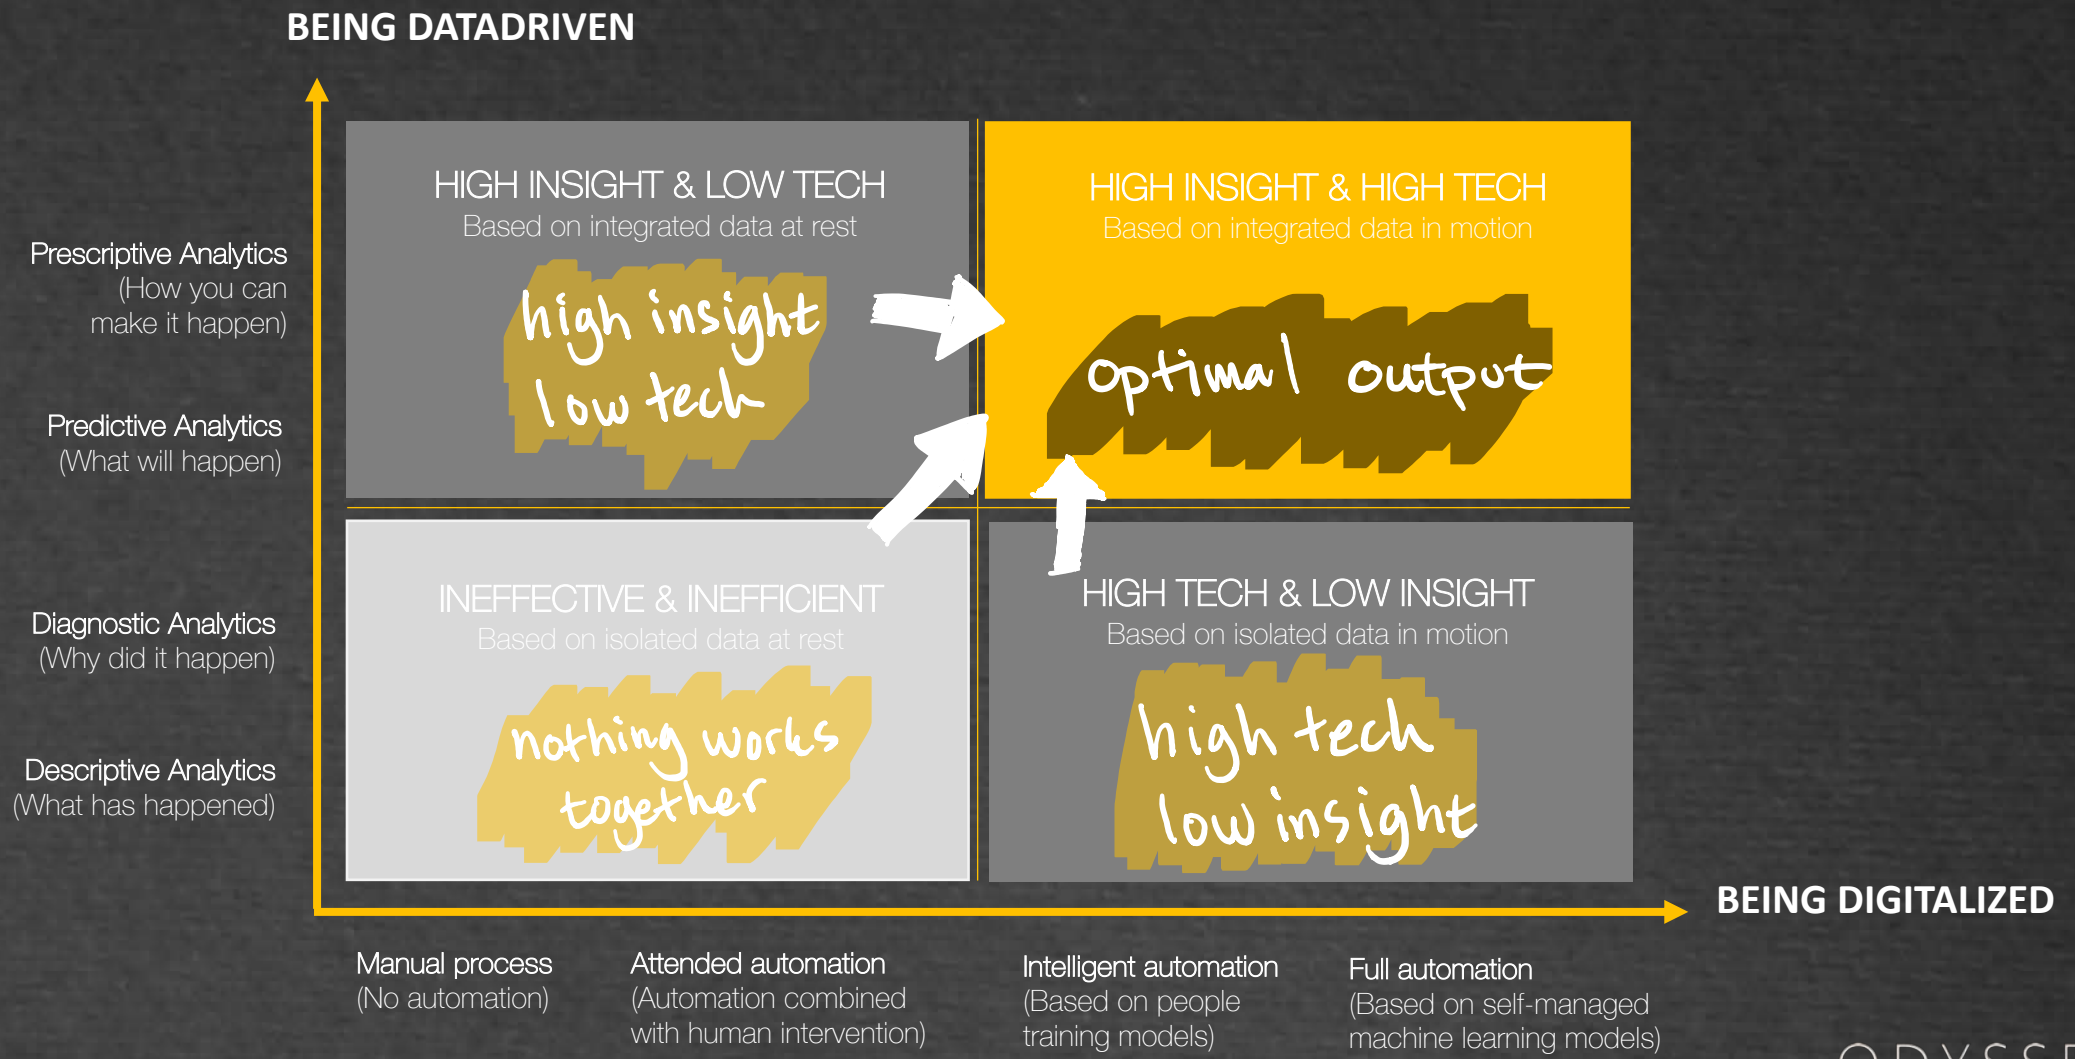 BEING DATADRIVEN
HIGH INSIGHT & LOW TECH
Based on integrated data at rest
high insight
low tech
HIGH INSIGHT & HIGH TECH
Based on integrated data in motion
optimal output
Prescriptive Analytics
(How you can
make it happen)
Predictive Analytics
(What will happen)
INEFFECTIVE & INEFFICIENT
Based on isolated data at rest
nothing works
together
HIGH TECH & LOW INSIGHT
Based on isolated data in motion
high tech
low insight
Diagnostic Analytics
(Why did it happen)
Descriptive Analytics
(What has happened)
BEING DIGITALIZED
Manual process
(No automation)
Attended automation
(Automation combined
with human intervention)
Intelligent automation
(Based on people
training models)
Full automation
(Based on self-managed
machine learning models)